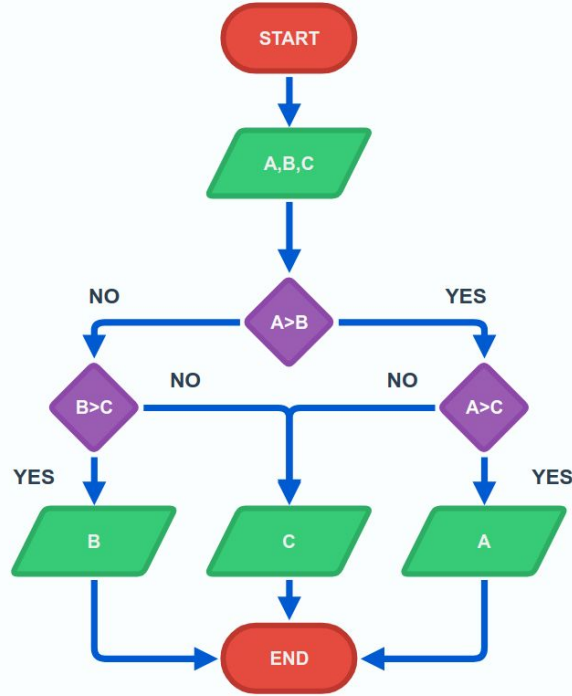 START
A,B,C
NO
YES
A>B
NO
NO
B>C
A>C
YES
YES
B
C
A
END